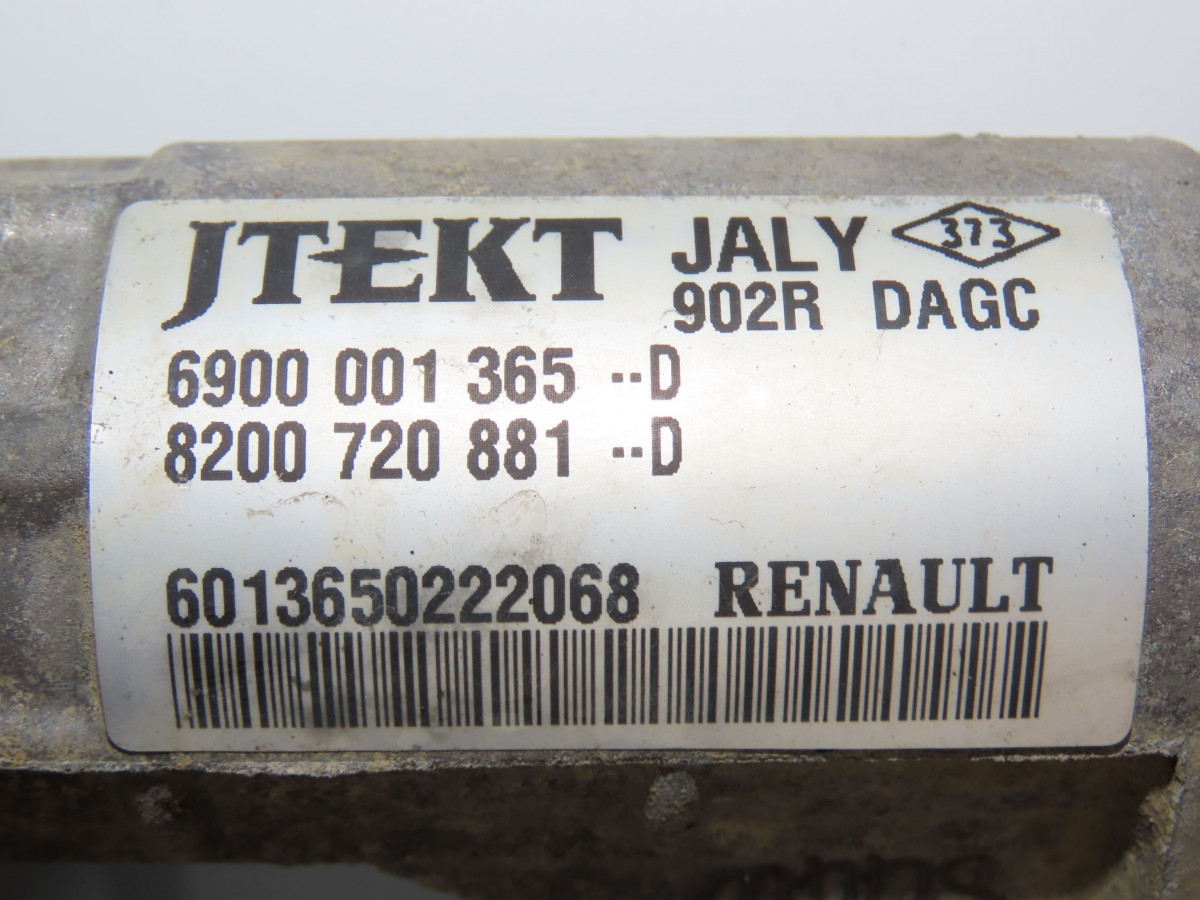 JTEKT JALY 373
902R DAGC
6900 001 365 --D
8200 720 881 --D
6013650222068 RENAULT